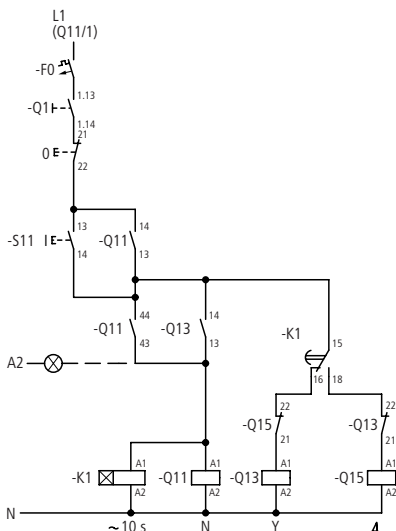 L1
(Q11/1)
-F0
-Q1
1.13
1.14
21
0
22
-S11
13
14
-Q11
14
13
-Q11
44
43
-Q13
14
13
-K1
15
16 18
A2
-Q15
22
21
-Q13
22
21
-K1
A1
A2
-Q11
A1
A2
-Q13
A1
A2
-Q15
A1
A2
N
~10 s N Y